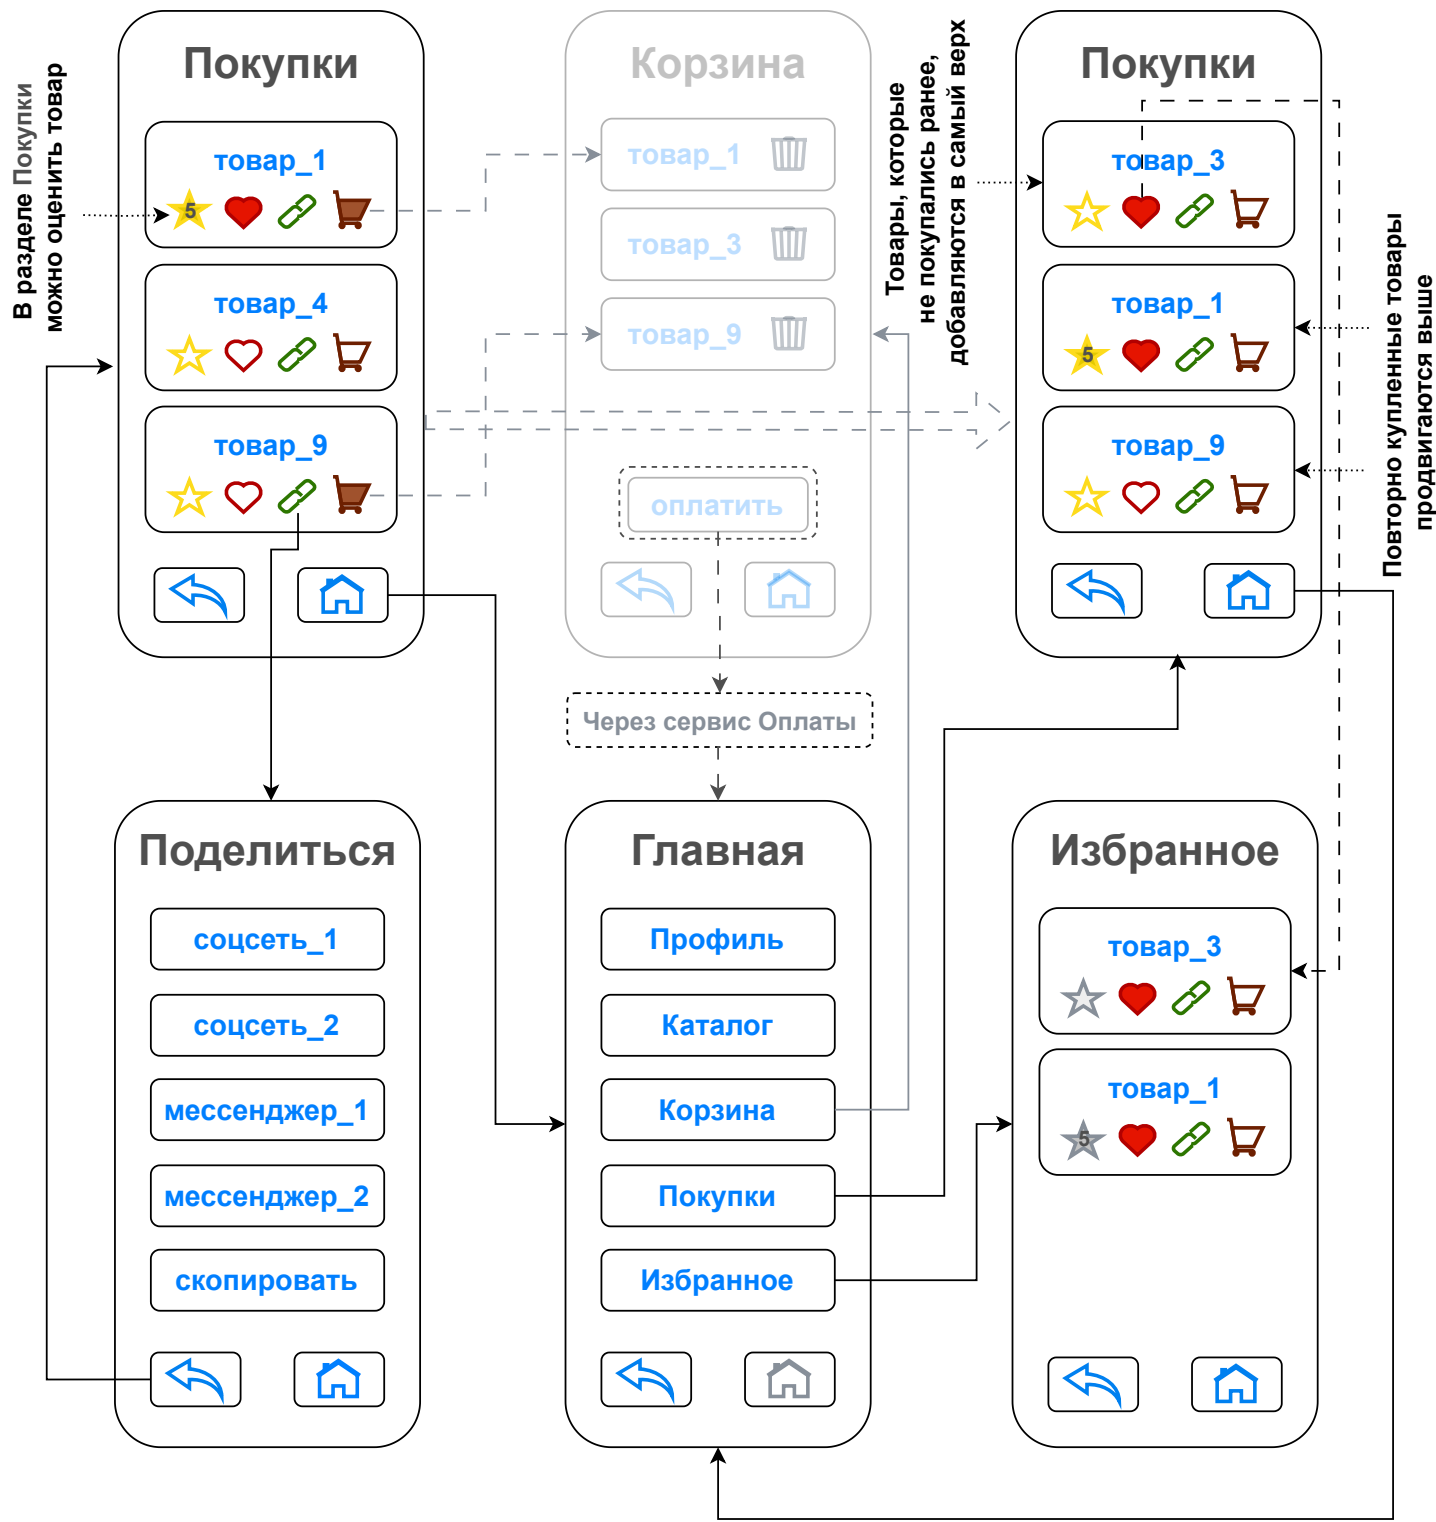 Покупки
В разделе Покупки
можно оценить товар
товар_1
5
товар_4
товар_9
Корзина
товар_1
товар_3
товар_9
оплатить
Через сервис Оплаты
Товары, которые
не покупались ранее,
добавляются в самый верх
Покупки
товар_3
товар_1
5
товар_9
Повторно купленные товары
продвигаются выше
Поделиться
соцсеть_1
соцсеть_2
мессенджер_1
мессенджер_2
скопировать
Главная
Профиль
Каталог
Корзина
Покупки
Избранное
Избранное
товар_3
товар_1
5